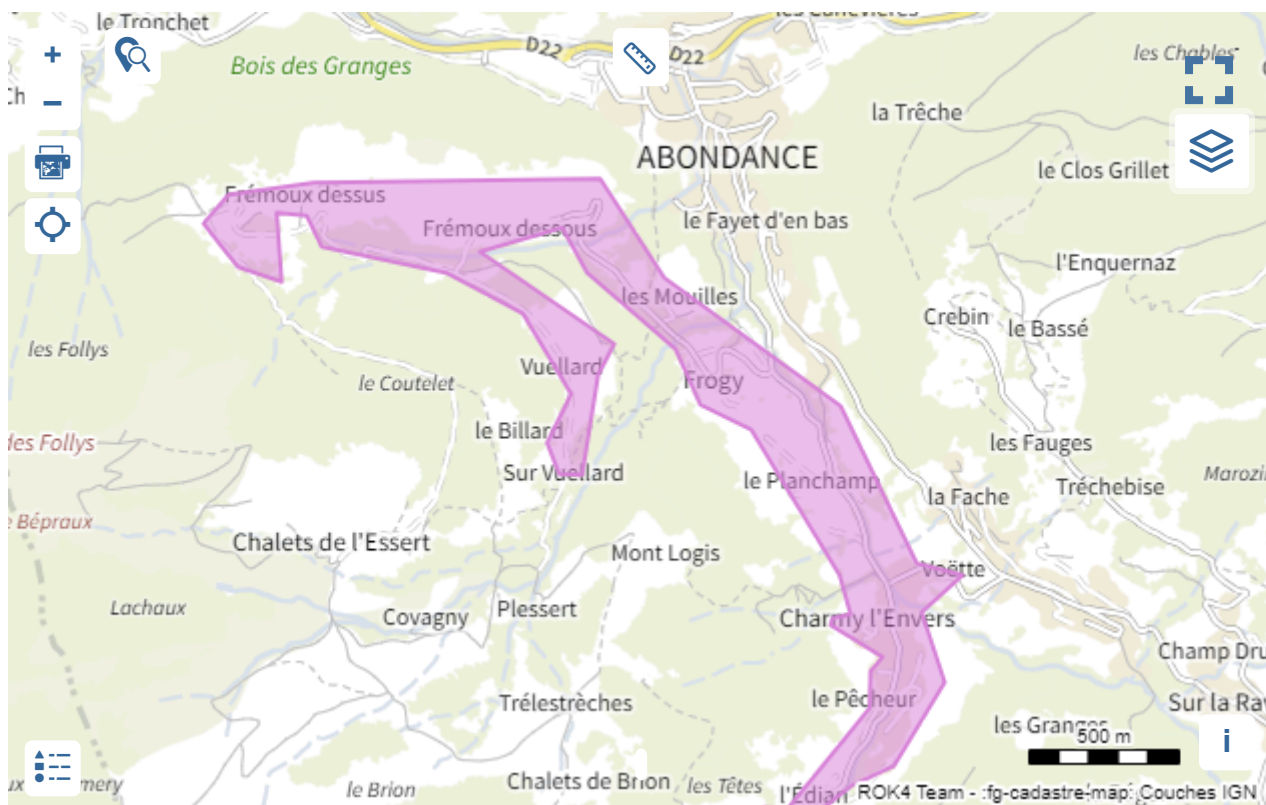 le Tronchet
les Chables
D22
D22
Bois des Granges
la Trêche
ABONDANCE
le Clos Grillet
Frémoux dessus
Frémoux dessous
le Fayet d'en bas
l'Enquernaz
les Mouilles
Crebin
le Bassé
les Follys
Vuellard
le Coutelet
Frogy
le Billard
des Follys
les Fauges
Sur Vuellard
le Planchamp
la Fache
Tréchebise
Bépraux
Chalets de l'Essert
Mont Logis
Voëtte
Lachaux
Covagny
Plessert
Charmy l'Envers
Champ Dru
le Pêcheur
Trélestrèches
Sur la Ra
les Granges
500 m
i
le Brion
Chalets de Brion
les Têtes
l'Édian
ROK4 Team - :fg-cadastre-map: Couches IGN